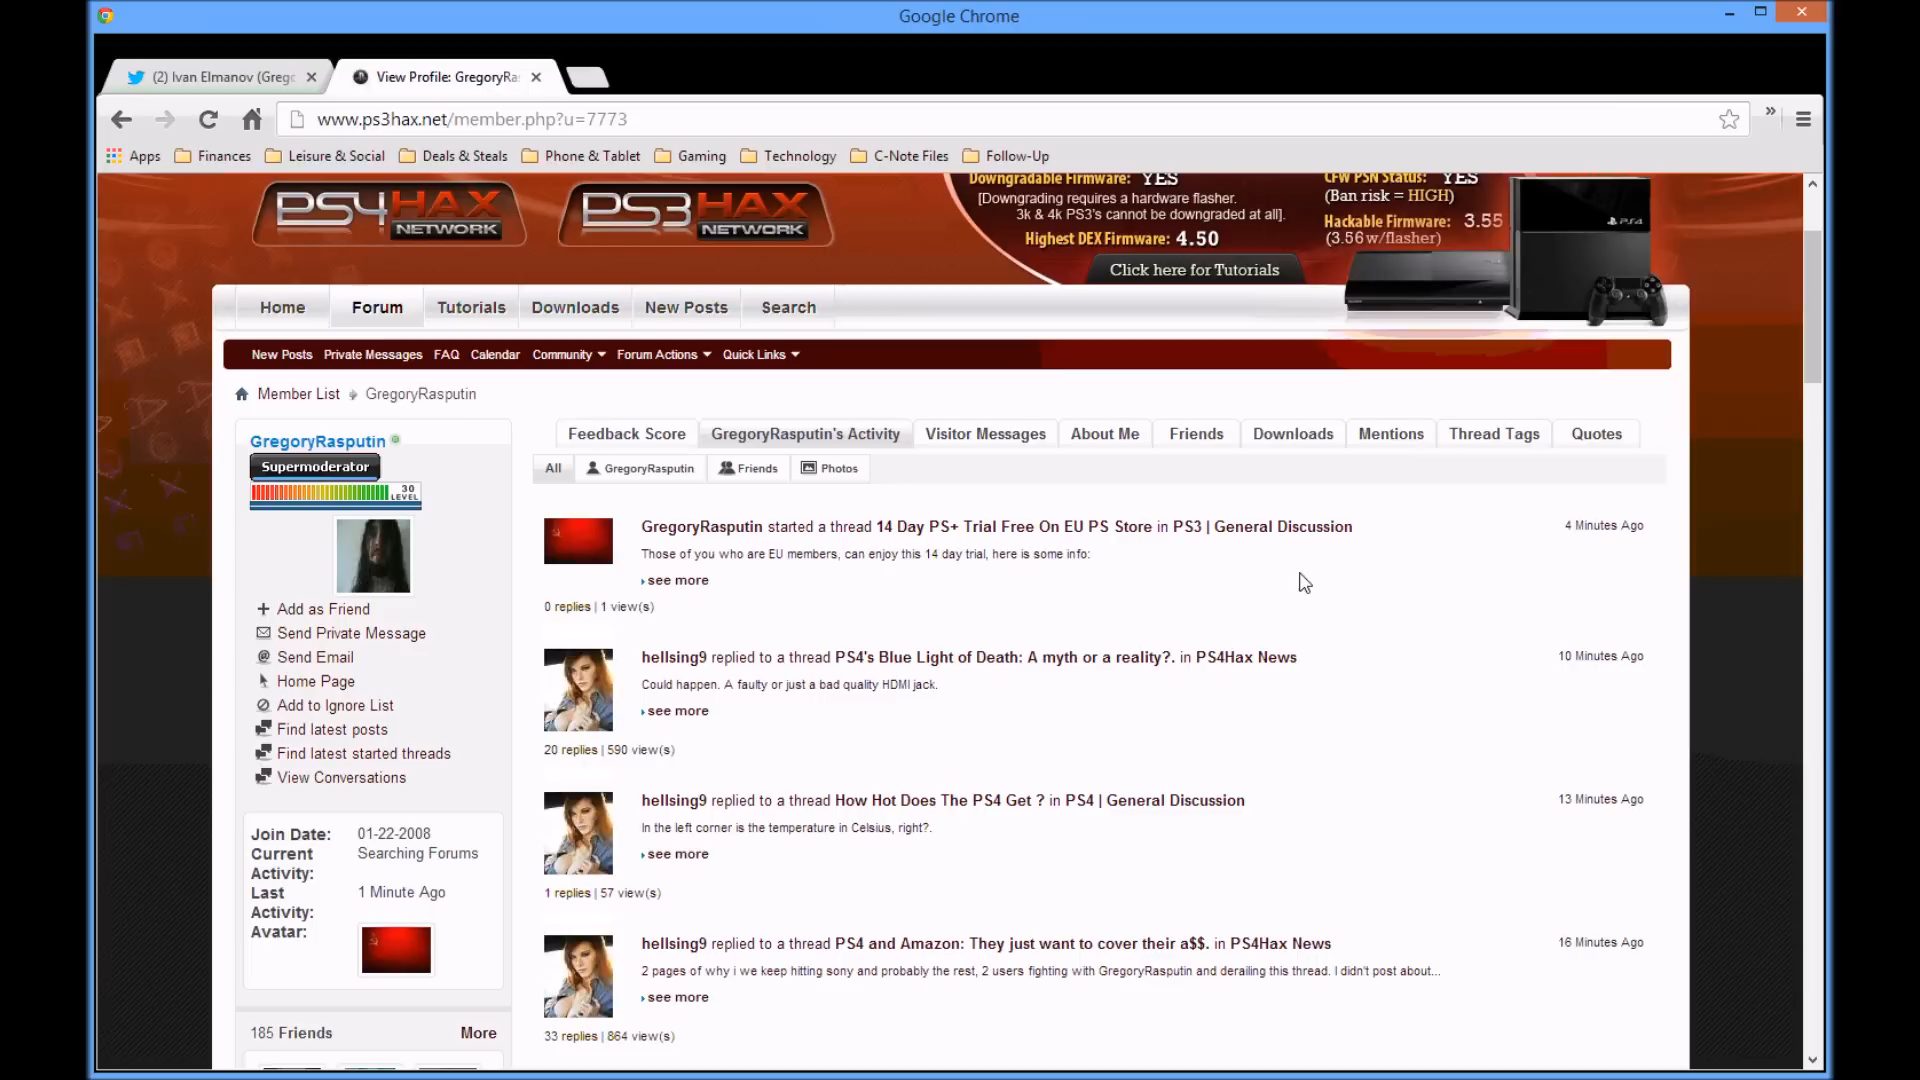 Google Chrome
(2) Ivan Elmanov (Grego
View Profile: GregoryRas
www.ps3hax.net/member.php?u=7773
Apps
Finances
Leisure & Social
Deals & Steals
Phone & Tablet
Gaming
Technology
C-Note Files
Follow-Up
PS4HAX
NETWORK
PS3HAX
NETWORK
Downgradable Firmware: YES
[Downgrading requires a hardware flasher.
3k & 4k PS3's cannot be downgraded at all].
Highest DEX Firmware: 4.50
Click here for Tutorials
CFW PSN Status: YES
(Ban risk = HIGH)
Hackable Firmware: 3.55
(3.56 w/flasher)
PS4
Home
Forum
Tutorials
Downloads
New Posts
Search
New Posts
Private Messages
FAQ
Calendar
Community
Forum Actions
Quick Links
Member List
GregoryRasputin
GregoryRasputin
Supermoderator
30
LEVEL
Add as Friend
Send Private Message
Send Email
Home Page
Add to Ignore List
Find latest posts
Find latest started threads
View Conversations
Join Date: 01-22-2008
Current Activity: Searching Forums
Last Activity: 1 Minute Ago
Avatar:
185 Friends
More
Feedback Score
GregoryRasputin's Activity
Visitor Messages
About Me
Friends
Downloads
Mentions
Thread Tags
Quotes
All
GregoryRasputin
Friends
Photos
GregoryRasputin started a thread 14 Day PS+ Trial Free On EU PS Store in PS3 | General Discussion
4 Minutes Ago
Those of you who are EU members, can enjoy this 14 day trial, here is some info:
see more
0 replies | 1 view(s)
hellsing9 replied to a thread PS4's Blue Light of Death: A myth or a reality?. in PS4Hax News
10 Minutes Ago
Could happen. A faulty or just a bad quality HDMI jack.
see more
20 replies | 590 view(s)
hellsing9 replied to a thread How Hot Does The PS4 Get ? in PS4 | General Discussion
13 Minutes Ago
In the left corner is the temperature in Celsius, right?.
see more
1 replies | 57 view(s)
hellsing9 replied to a thread PS4 and Amazon: They just want to cover their a$$. in PS4Hax News
16 Minutes Ago
2 pages of why i we keep hitting sony and probably the rest, 2 users fighting with GregoryRasputin and derailing this thread. I didn't post about...
see more
33 replies | 864 view(s)